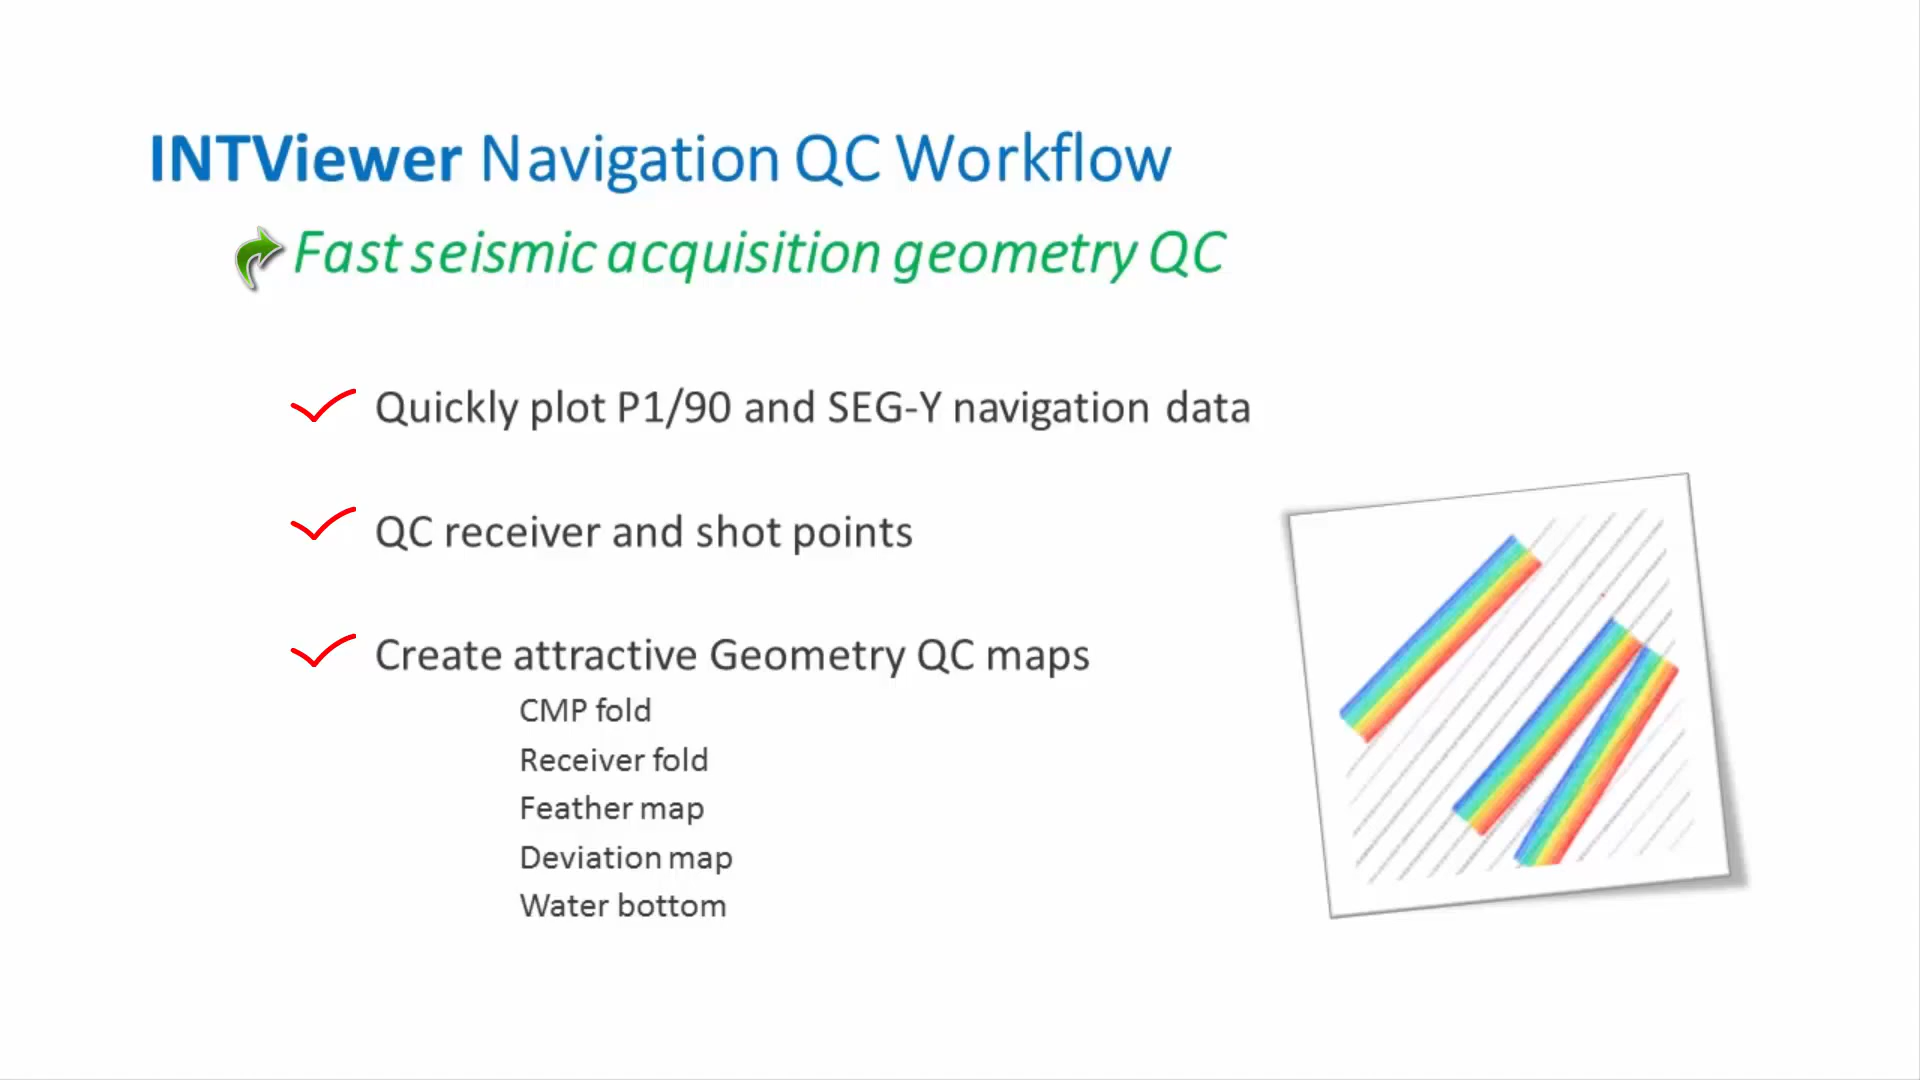 INTViewer Navigation QC Workflow
Fast seismic acquisition geometry QC
Quickly plot P1/90 and SEG-Y navigation data
QC receiver and shot points
Create attractive Geometry QC maps
CMP fold
Receiver fold
Feather map
Deviation map
Water bottom